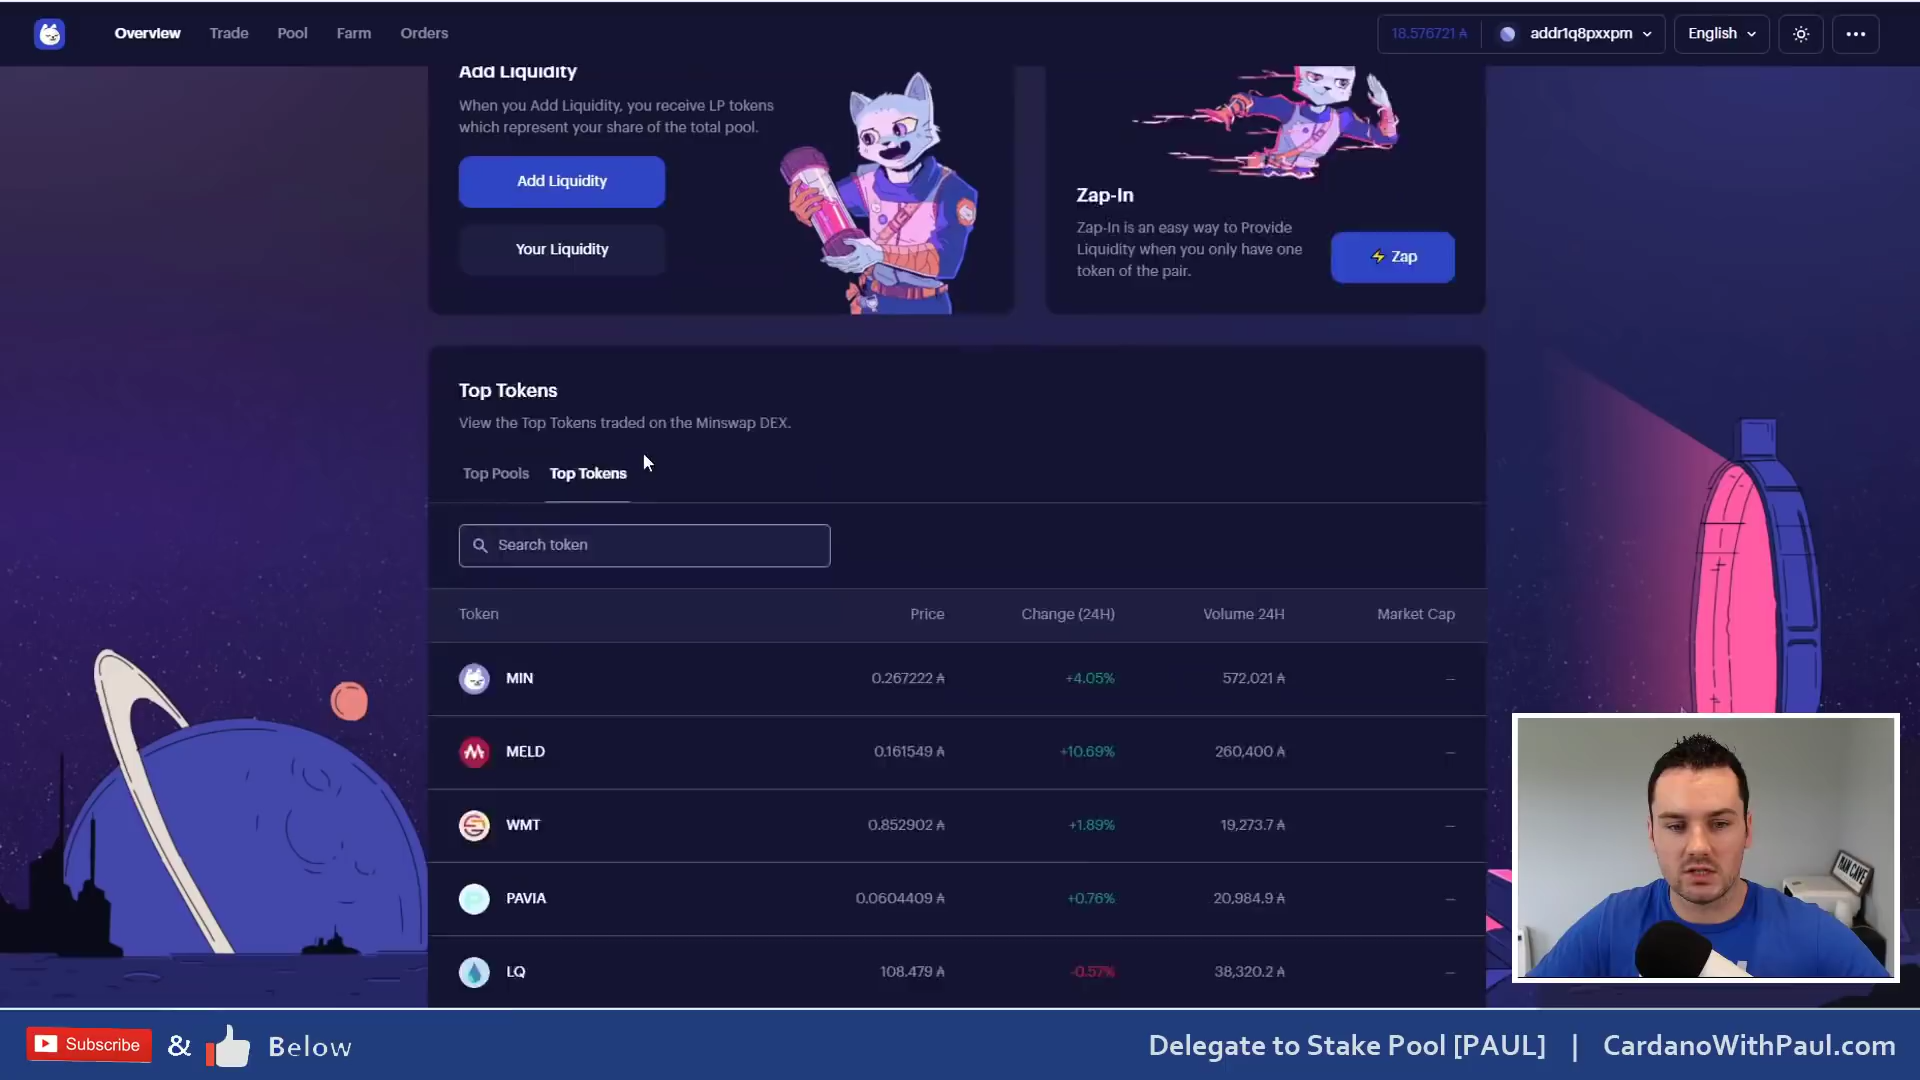 Overview
Trade
Pool
Farm
Orders
18.576721 ₳
addr1q8pxxpm
English
Add Liquidity
When you Add Liquidity, you receive LP tokens
which represent your share of the total pool.
Add Liquidity
Your Liquidity
Zap-In
Zap-In is an easy way to Provide
Liquidity when you only have one
token of the pair.
Zap
Top Tokens
View the Top Tokens traded on the Minswap DEX.
Top Pools
Top Tokens
Search token
Token Price Change (24H) Volume 24H Market Cap
MIN 0.267222 ₳ +4.05% 572,021 ₳ –
MELD 0.161549 ₳ +10.69% 260,400 ₳ –
WMT 0.852902 ₳ +1.89% 19,273.7 ₳ –
PAVIA 0.0604409 ₳ +0.76% 20,984.9 ₳ –
LQ 108.479 ₳ -0.57% 38,320.2 ₳ –
MAN CAVE
Subscribe & Below
Delegate to Stake Pool [PAUL] | CardanoWithPaul.com